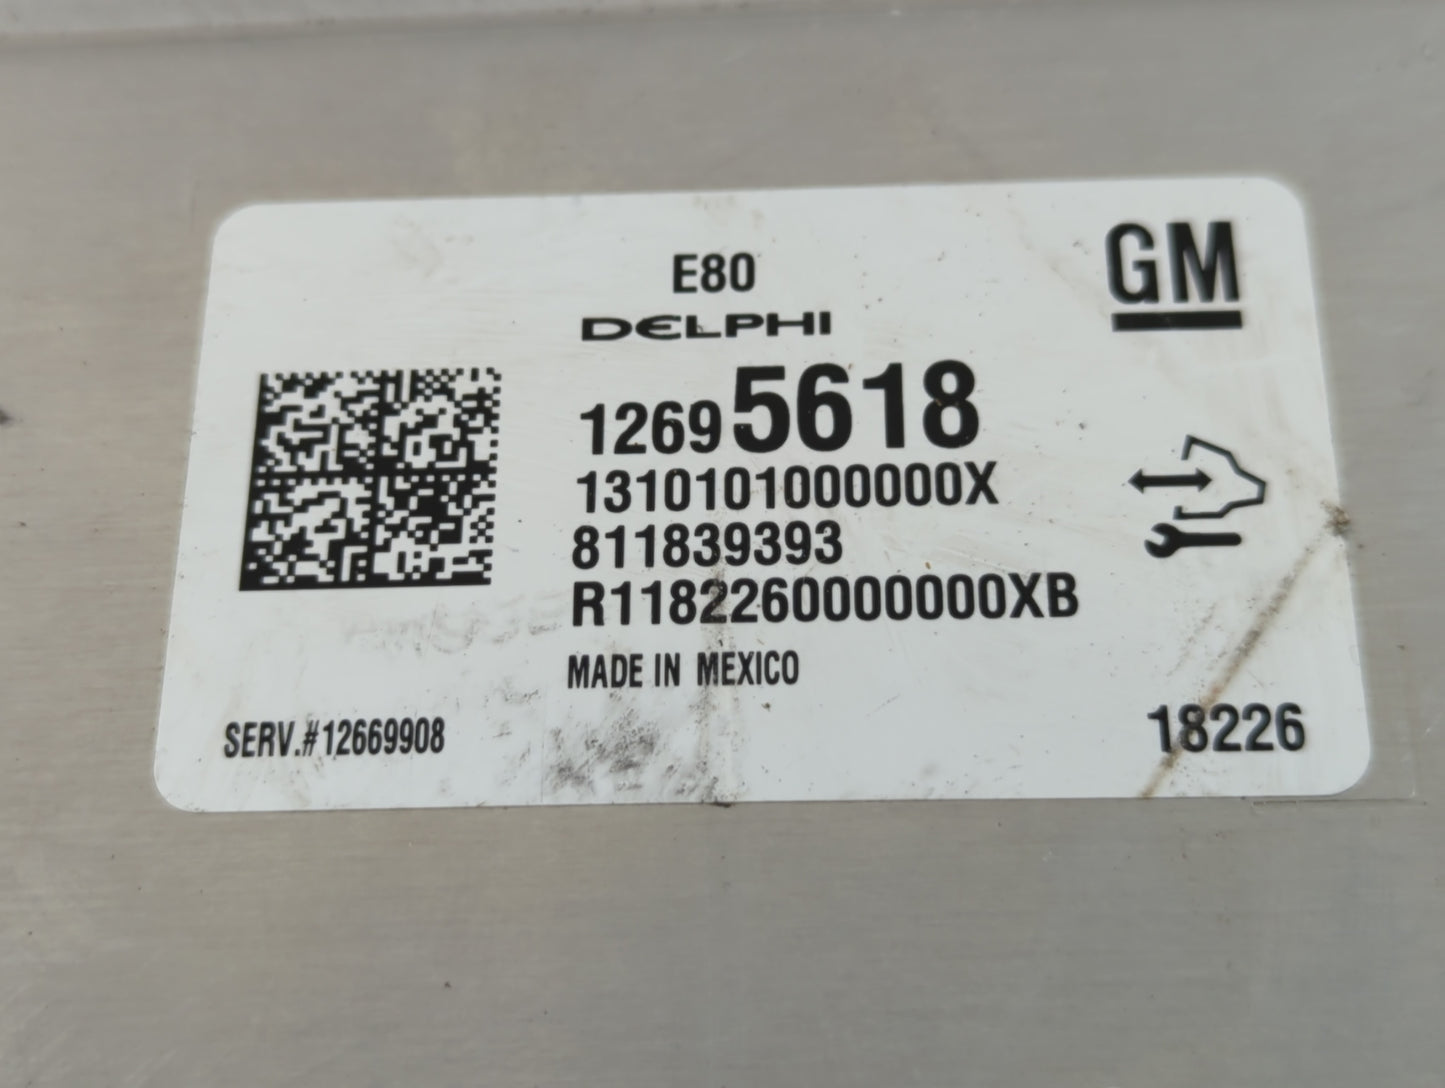 GM
E80
DELPHI
12695618
1310101000000X
811839393
R1182260000000XB
MADE IN MEXICO
SERV.#12669908
18226